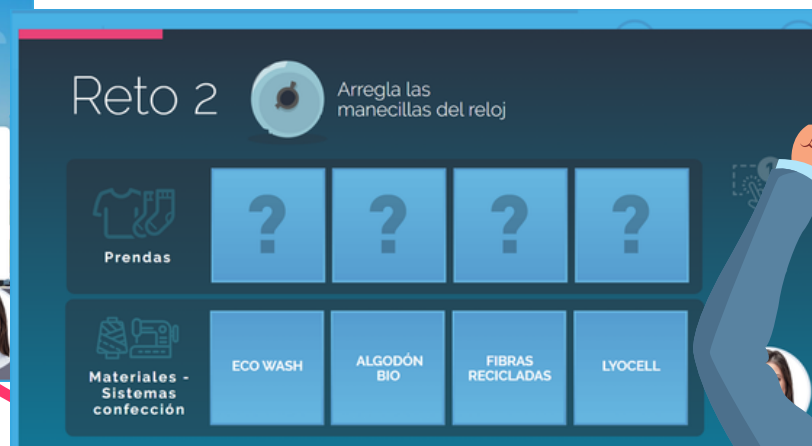 Reto 2
Arregla las
manecillas del reloj
Prendas
?
?
?
?
Materiales -
Sistemas
confección
ECO WASH
ALGODÓN
BIO
FIBRAS
RECICLADAS
LYOCELL